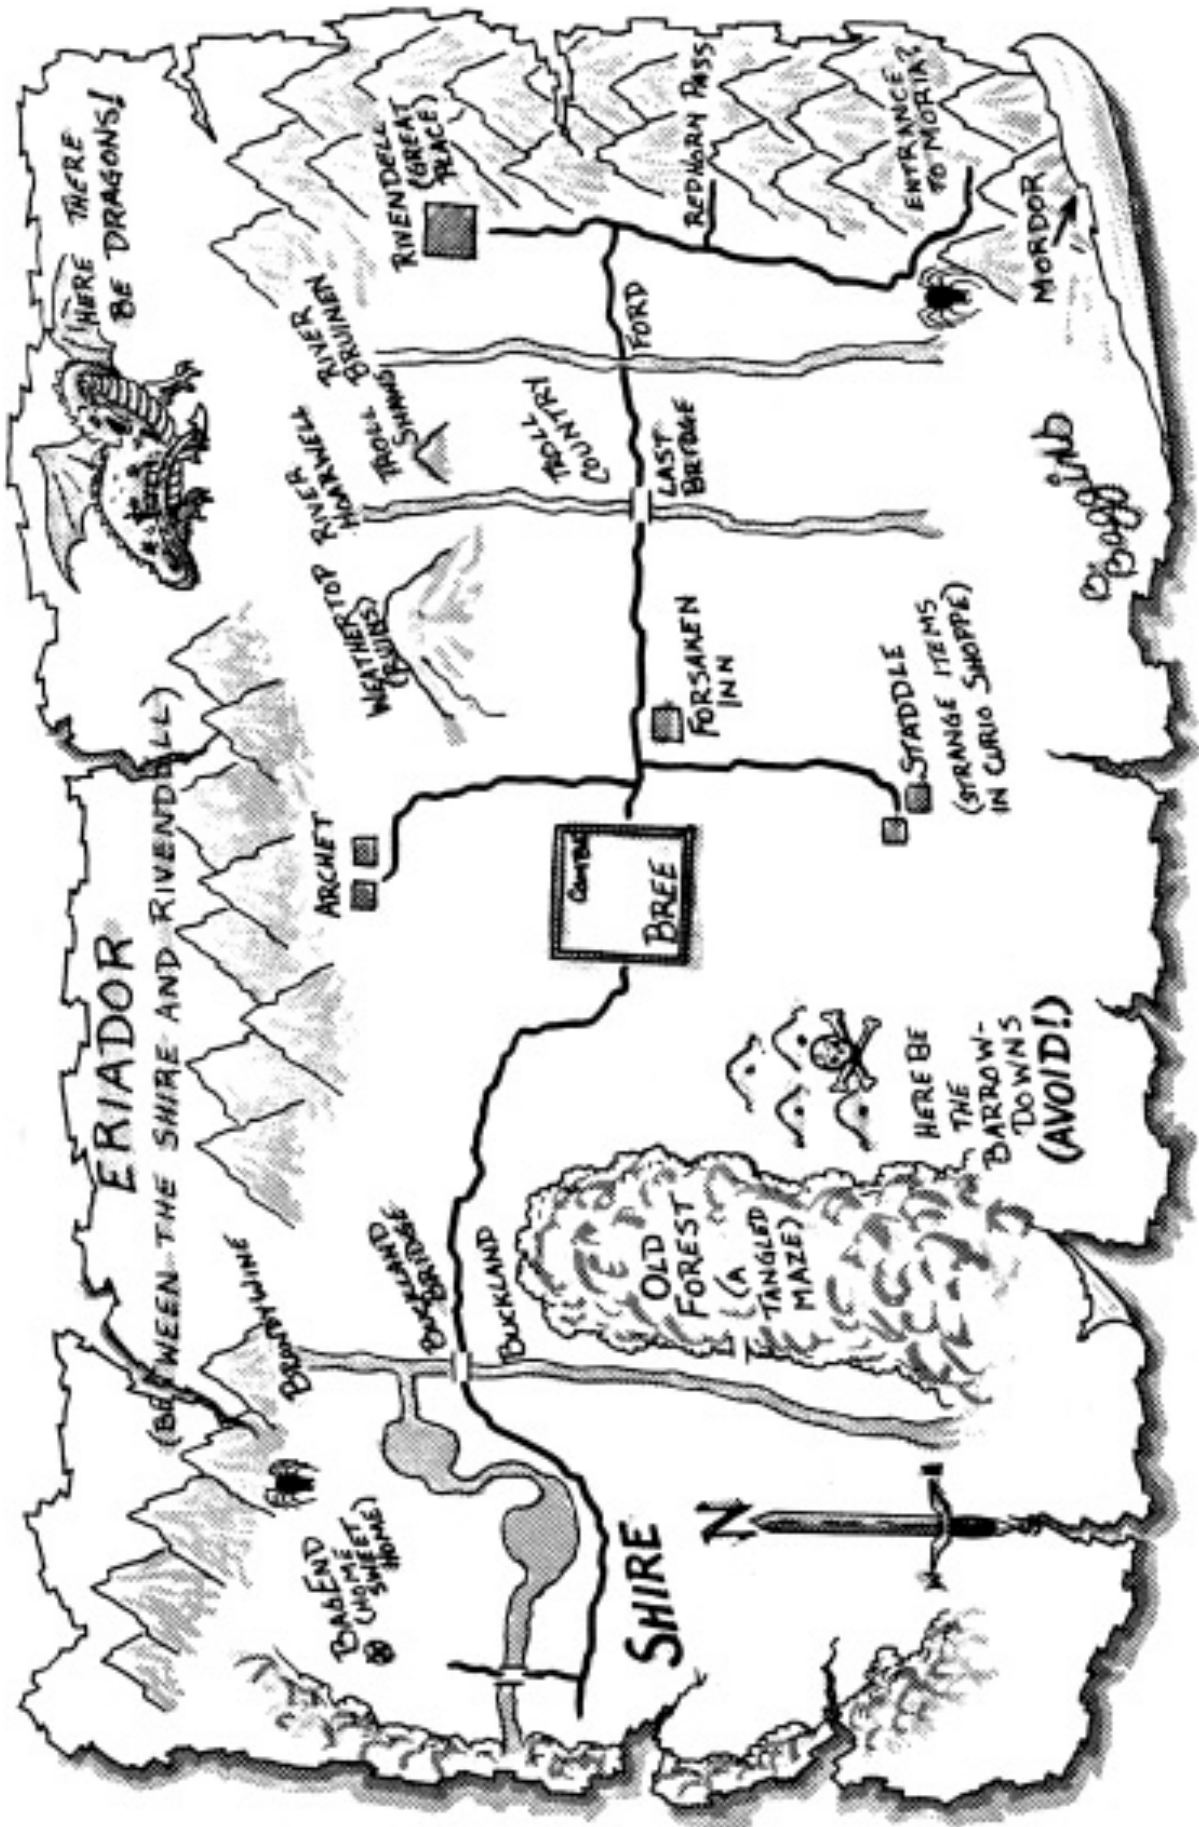 ERIADOR
(BETWEEN THE SHIRE AND RIVENDELL)
HERE THERE
BE DRAGONS!
BRANDYWINE
BAGEND
(HOME
SWEET
HOME)
ARCHET
WEATHERTOP
(RUINS)
RIVER
HOARWELL
RIVER
BRUINEN
TROLL
SHAWS
RIVENDELL
(GREAT
PLACE)
BUCKLAND
BRIDGE
BUCKLAND
BREE
TROLL
COUNTRY
FORD
LAST
BRIDGE
REDHORN PASS
SHIRE
OLD
FOREST
(A
TANGLED
MAZE)
FORSAKEN
INN
N
HERE BE
THE
BARROW-
DOWNS
(AVOID!)
STADDLE
(STRANGE ITEMS
IN CURIO SHOPPE)
ENTRANCE
TO MORIA?
MORDOR
B. Baggins